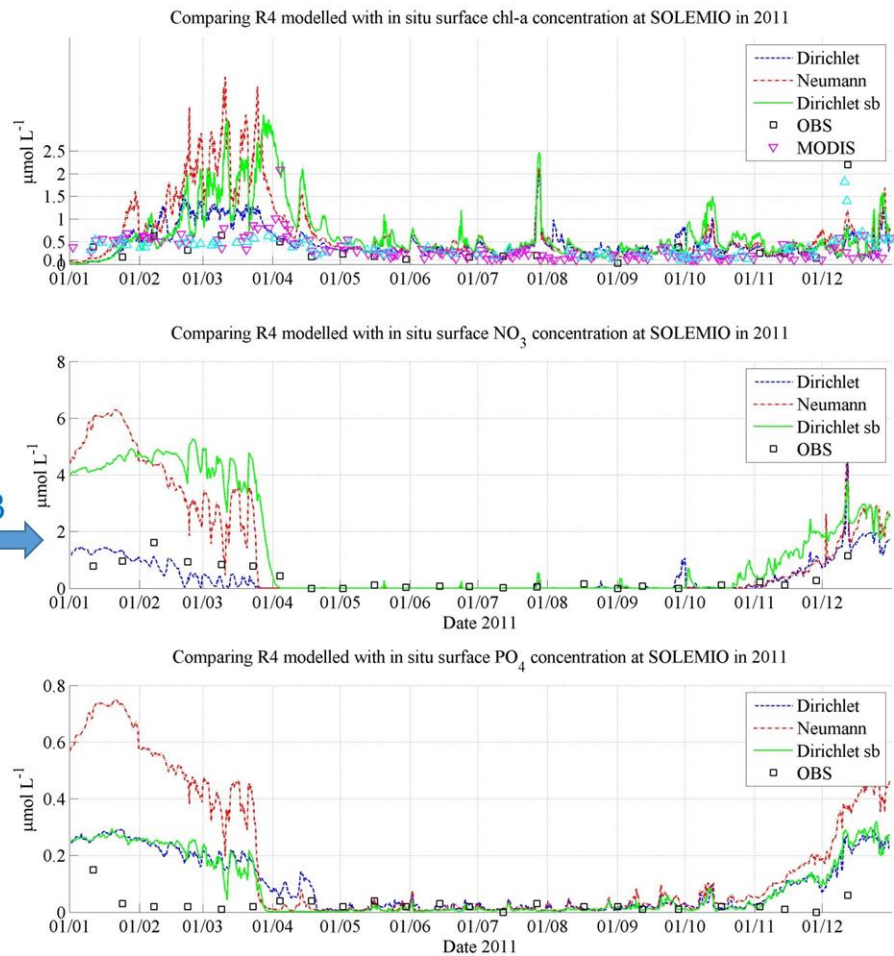 Comparing R4 modelled with in situ surface chl-a concentration at SOLEMIO in 2011
μmol L⁻¹
2.5
2
1.5
1
0.5
0.1
0
Dirichlet
Neumann
Dirichlet sb
OBS
MODIS
01/01 01/02 01/03 01/04 01/05 01/06 01/07 01/08 01/09 01/10 01/11 01/12
Comparing R4 modelled with in situ surface NO₃ concentration at SOLEMIO in 2011
μmol L⁻¹
8
6
4
2
0
Dirichlet
Neumann
Dirichlet sb
OBS
3
01/01 01/02 01/03 01/04 01/05 01/06 01/07 01/08 01/09 01/10 01/11 01/12
Date 2011
Comparing R4 modelled with in situ surface PO₄ concentration at SOLEMIO in 2011
μmol L⁻¹
0.8
0.6
0.4
0.2
0
Dirichlet
Neumann
Dirichlet sb
OBS
01/01 01/02 01/03 01/04 01/05 01/06 01/07 01/08 01/09 01/10 01/11 01/12
Date 2011